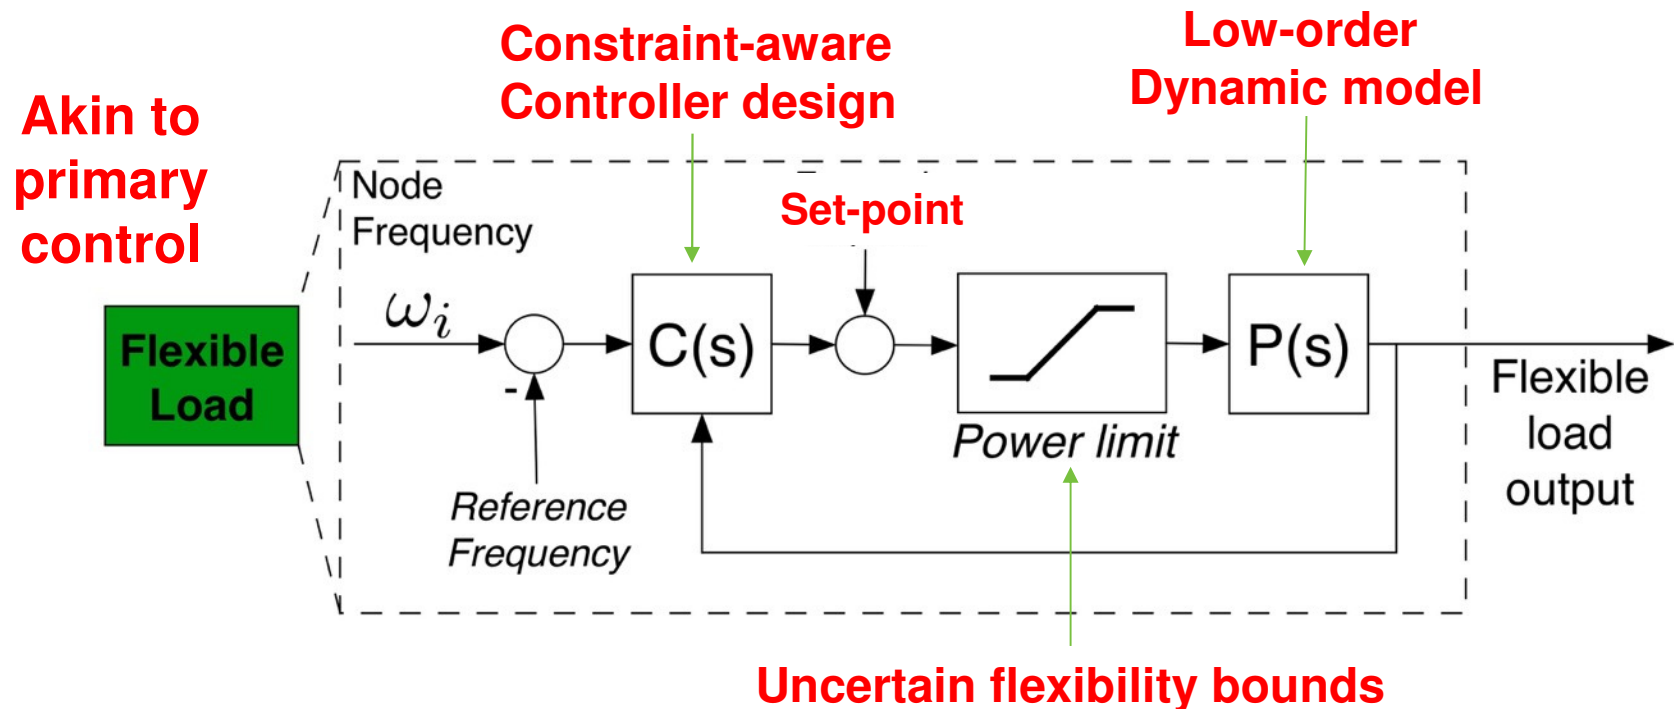 Constraint-aware
Controller design
Low-order
Dynamic model
Akin to
primary
control
Node
Frequency
Set-point
ωi
Flexible
Load
-
C(s)
P(s)
Power limit
Flexible
load
output
Reference
Frequency
Uncertain flexibility bounds